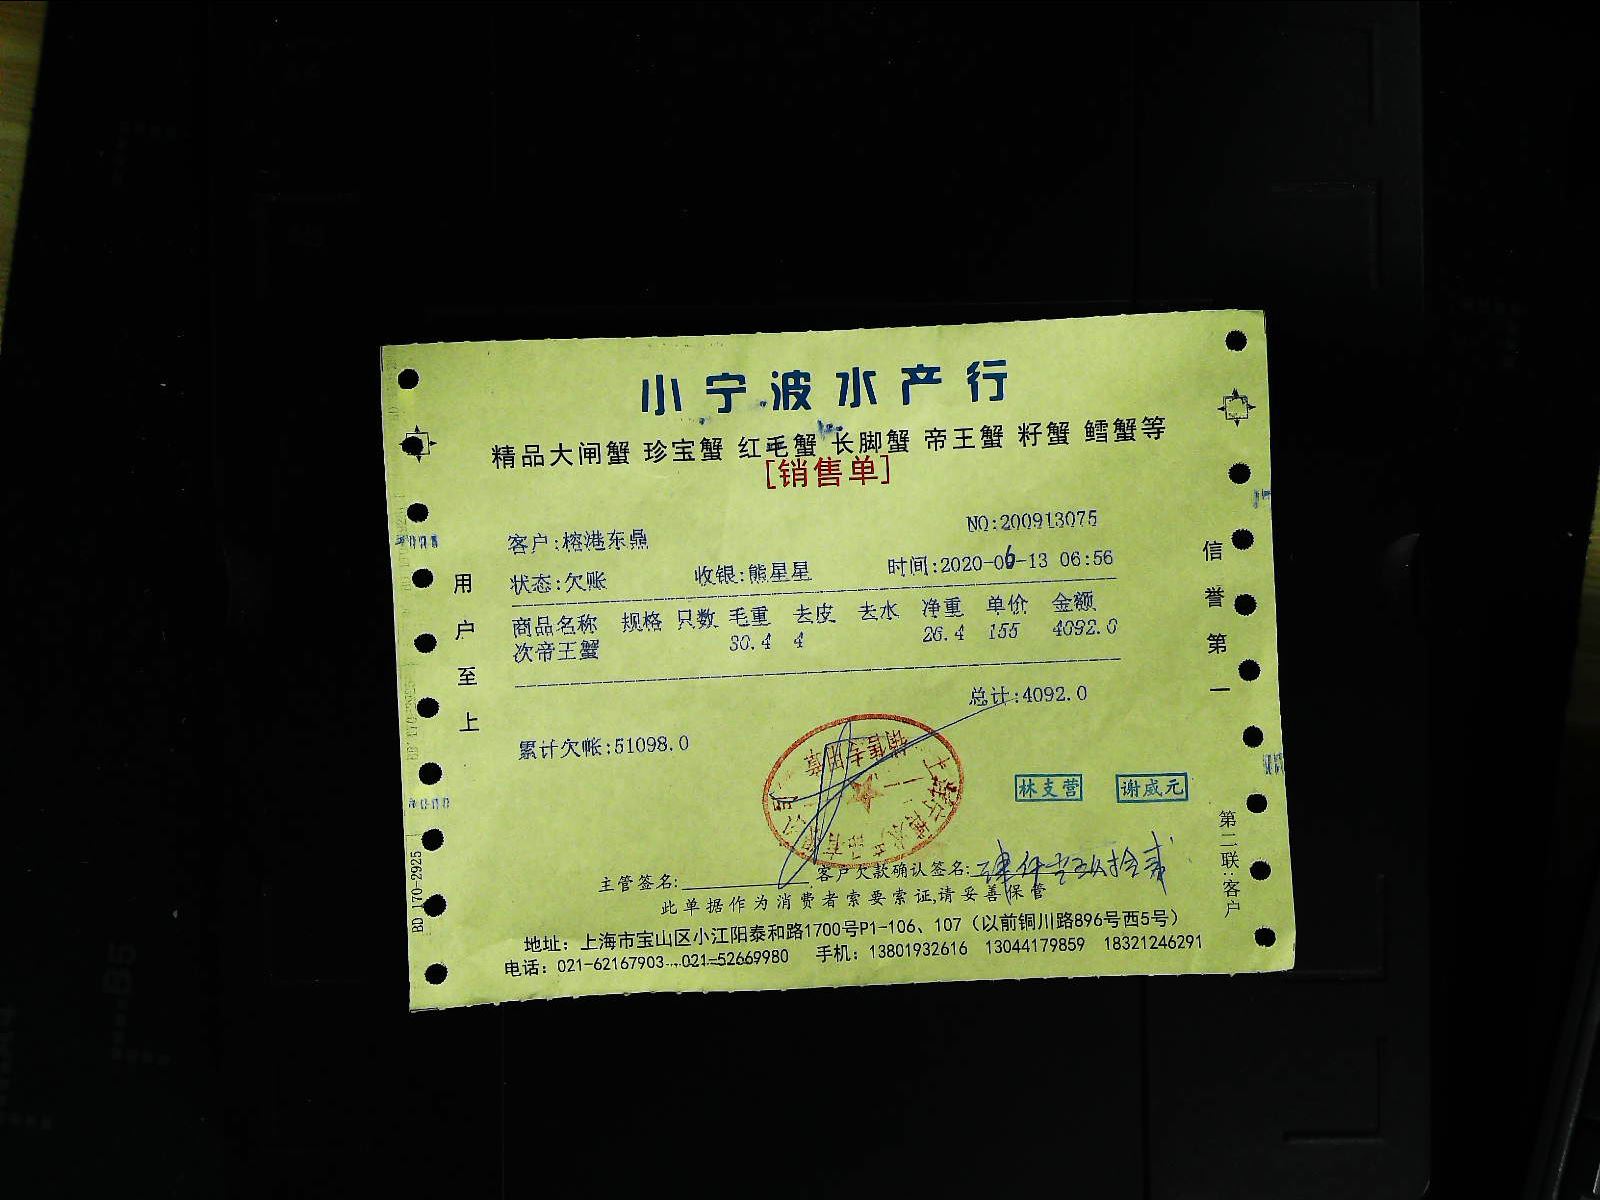 小宁波水产行
精品大闸蟹 珍宝蟹 红毛蟹 长脚蟹 帝王蟹 籽蟹 鳕蟹等
[销售单]
NO:200913075
客户:榕港东鼎
状态:欠账 收银:熊星星 时间:2020-06-13 06:56
商品名称 规格 只数 毛重 去皮 去水 净重 单价 金额
次帝王蟹 30.4 4 26.4 155 4092.0
总计:4092.0
累计欠帐:51098.0
销售专用章
林支营 谢威元
主管签名: 客户欠款确认签名:
此单据作为消费者索要索证,请妥善保管
地址：上海市宝山区小江阳泰和路1700号P1-106、107（以前铜川路896号西5号）
电话：021-62167903 021-52669980 手机：13801932616 13044179859 18321246291
用户至上
信誉第一
第二联:客户
BD 170-2925